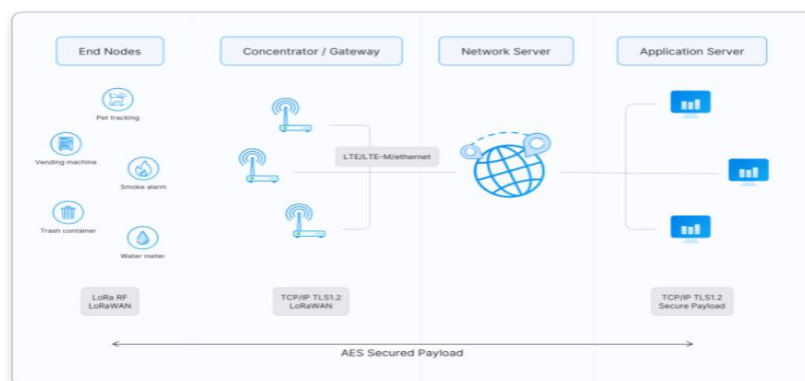 End Nodes
Concentrator / Gateway
Network Server
Application Server
Pet tracking
Vending machine
Smoke alarm
Trash container
Water meter
LTE/LTE-M/ethernet
LoRa RF
LoRaWAN
TCP/IP TLS1.2
LoRaWAN
TCP/IP TLS1.2
Secure Payload
AES Secured Payload